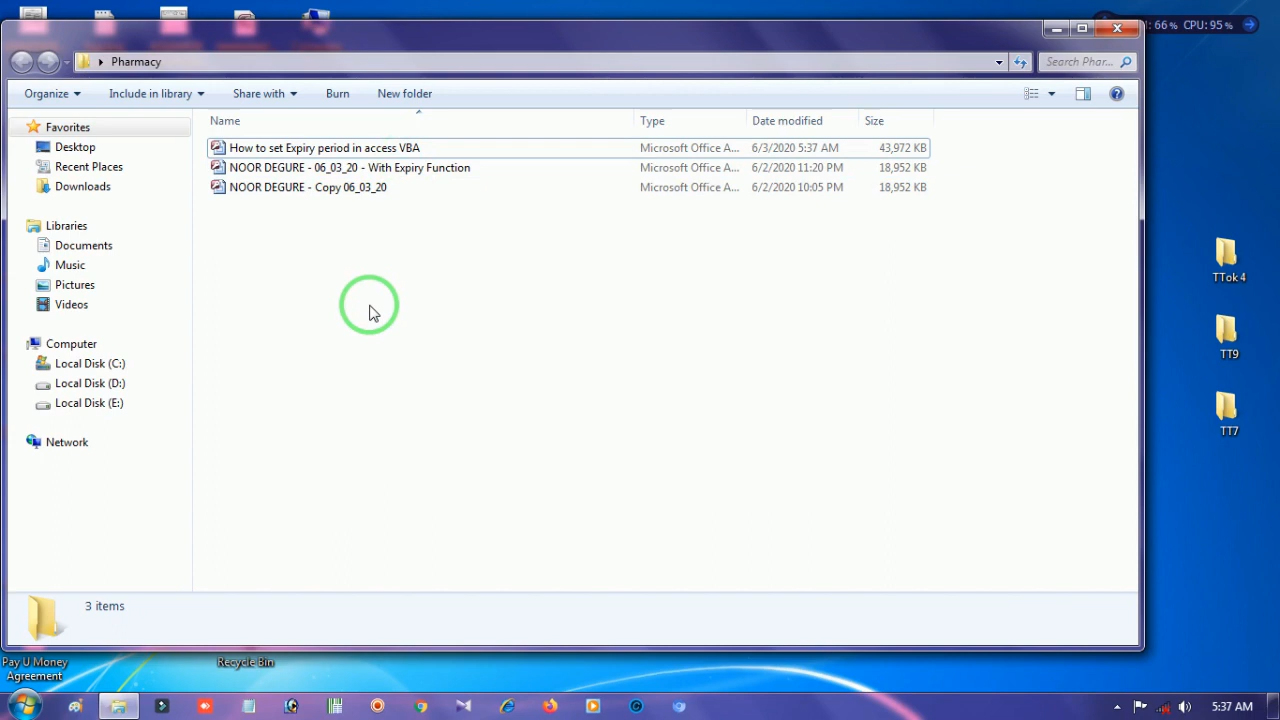 : 66 % CPU: 95 %
Pharmacy
Search Phar...
Organize
Include in library
Share with
Burn
New folder
Name
Type
Date modified
Size
Favorites
Desktop
Recent Places
Downloads
Libraries
Documents
Music
Pictures
Videos
Computer
Local Disk (C:)
Local Disk (D:)
Local Disk (E:)
Network
How to set Expiry period in access VBA Microsoft Office A... 6/3/2020 5:37 AM 43,972 KB
NOOR DEGURE - 06_03_20 - With Expiry Function Microsoft Office A... 6/2/2020 11:20 PM 18,952 KB
NOOR DEGURE - Copy 06_03_20 Microsoft Office A... 6/2/2020 10:05 PM 18,952 KB
TTok 4
TT9
TT7
3 items
Pay U Money
Agreement
Recycle Bin
5:37 AM